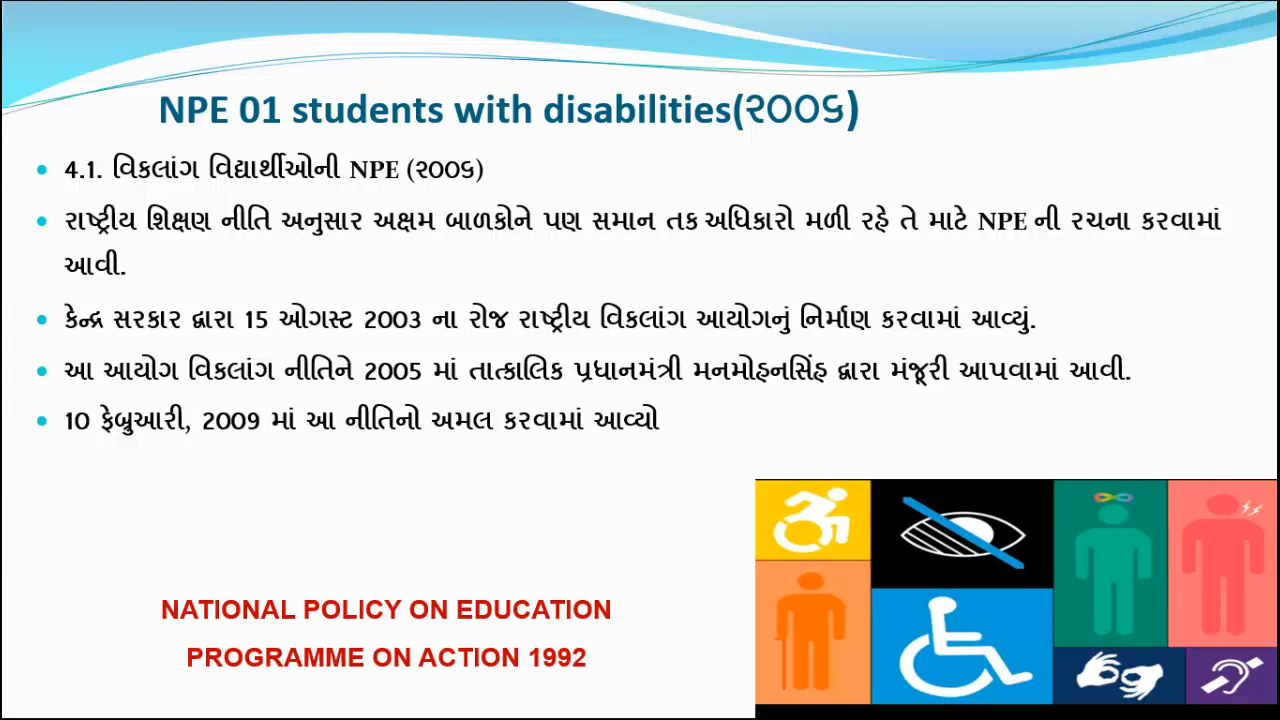 NPE 01 students with disabilities(૨૦૦૬)
4.1. વિકલાંગ વિદ્યાર્થીઓની NPE (૨૦૦૬)
રાષ્ટ્રીય શિક્ષણ નીતિ અનુસાર અક્ષમ બાળકોને પણ સમાન તક અધિકારો મળી રહે તે માટે NPE ની રચના કરવામાં
આવી.
કેન્દ્ર સરકાર દ્વારા 15 ઓગસ્ટ 2003 ના રોજ રાષ્ટ્રીય વિકલાંગ આયોગનું નિર્માણ કરવામાં આવ્યું.
આ આયોગ વિકલાંગ નીતિને 2005 માં તાત્કાલિક પ્રધાનમંત્રી મનમોહનસિંહ દ્વારા મંજૂરી આપવામાં આવી.
10 ફેબ્રુઆરી, 2009 માં આ નીતિનો અમલ કરવામાં આવ્યો
NATIONAL POLICY ON EDUCATION
PROGRAMME ON ACTION 1992